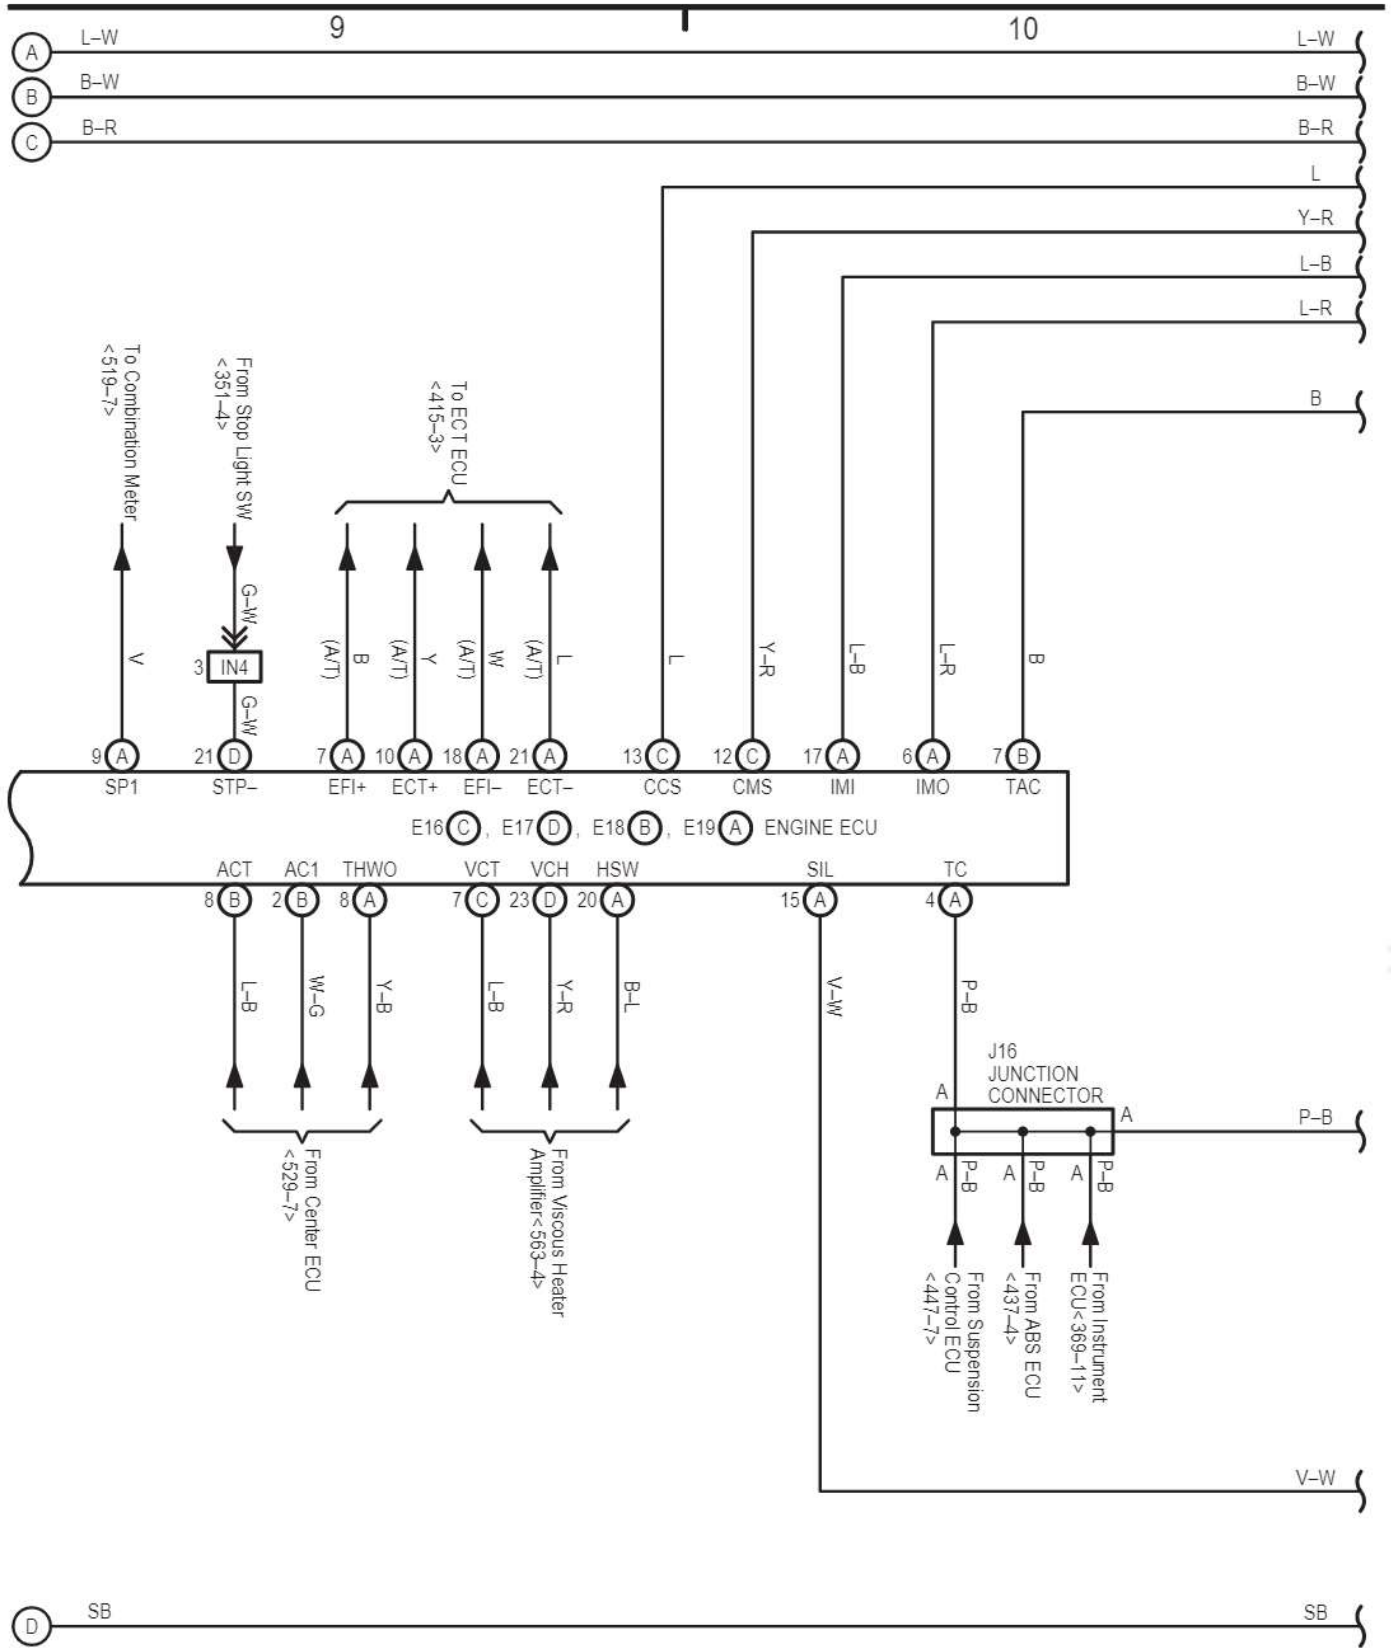 9
10
A
L–W
L–W
B
B–W
B–W
C
B–R
B–R
L
Y–R
L–B
L–R
B
To Combination Meter
<519–7>
From Stop Light SW
<351–4>
To ECT ECU
<415–3>
G–W
3
IN4
G–W
V
B
(A/T)
Y
(A/T)
W
(A/T)
L
(A/T)
L
Y–R
L–B
L–R
B
9 A
21 D
7 A
10 A
18 A
21 A
13 C
12 C
17 A
6 A
7 B
SP1
STP–
EFI+
ECT+
EFI–
ECT–
CCS
CMS
IMI
IMO
TAC
E16 C , E17 D , E18 B , E19 A ENGINE ECU
ACT
AC1
THWO
VCT
VCH
HSW
SIL
TC
8 B
2 B
8 A
7 C
23 D
20 A
15 A
4 A
L–B
W–G
Y–B
L–B
Y–R
B–L
V–W
P–B
J16
JUNCTION
CONNECTOR
A
A
P–B
A
P–B
A
P–B
A
P–B
From Center ECU
<529–7>
From Viscous Heater
Amplifier<563–4>
From Suspension
Control ECU
<447–7>
From ABS ECU
<437–4>
From Instrument
ECU<369–11>
V–W
D
SB
SB